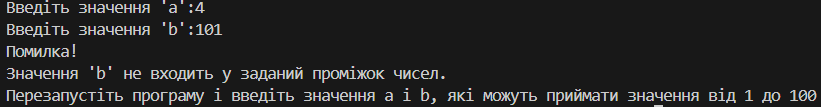 Введіть значення 'a':4
Введіть значення 'b':101
Помилка!
Значення 'b' не входить у заданий проміжок чисел.
Перезапустіть програму і введіть значення a і b, які можуть приймати значення від 1 до 100